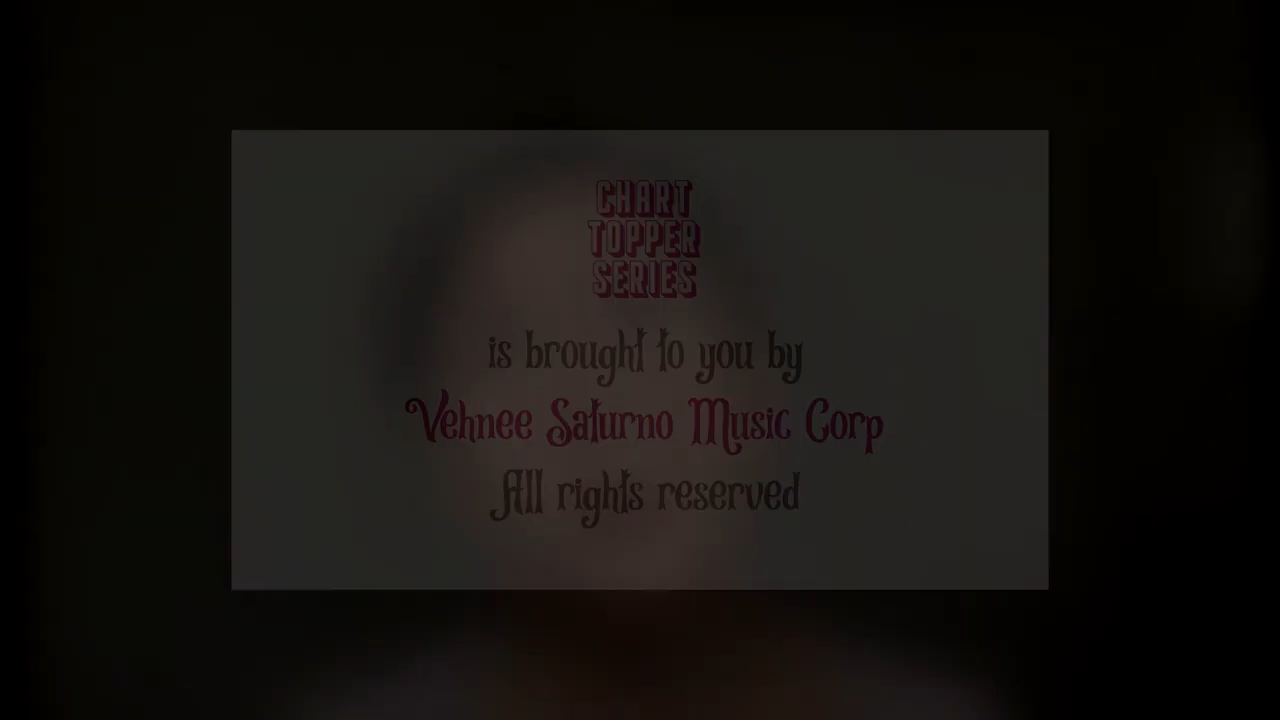 CHART
TOPPER
SERIES
is brought to you by
Vehnee Saturno Music Corp
All rights reserved